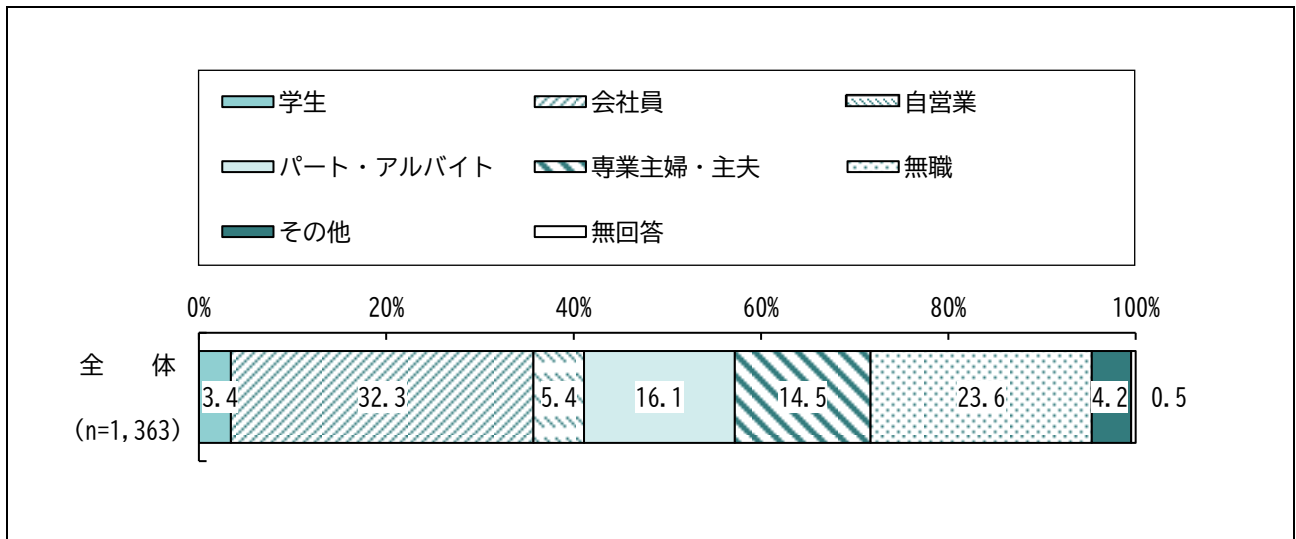 学生 会社員 自営業
パート・アルバイト 専業主婦・主夫 無職
その他 無回答
0% 20% 40% 60% 80% 100%
全 体
3.4 32.3 5.4 16.1 14.5 23.6 4.2 0.5
(n=1,363)